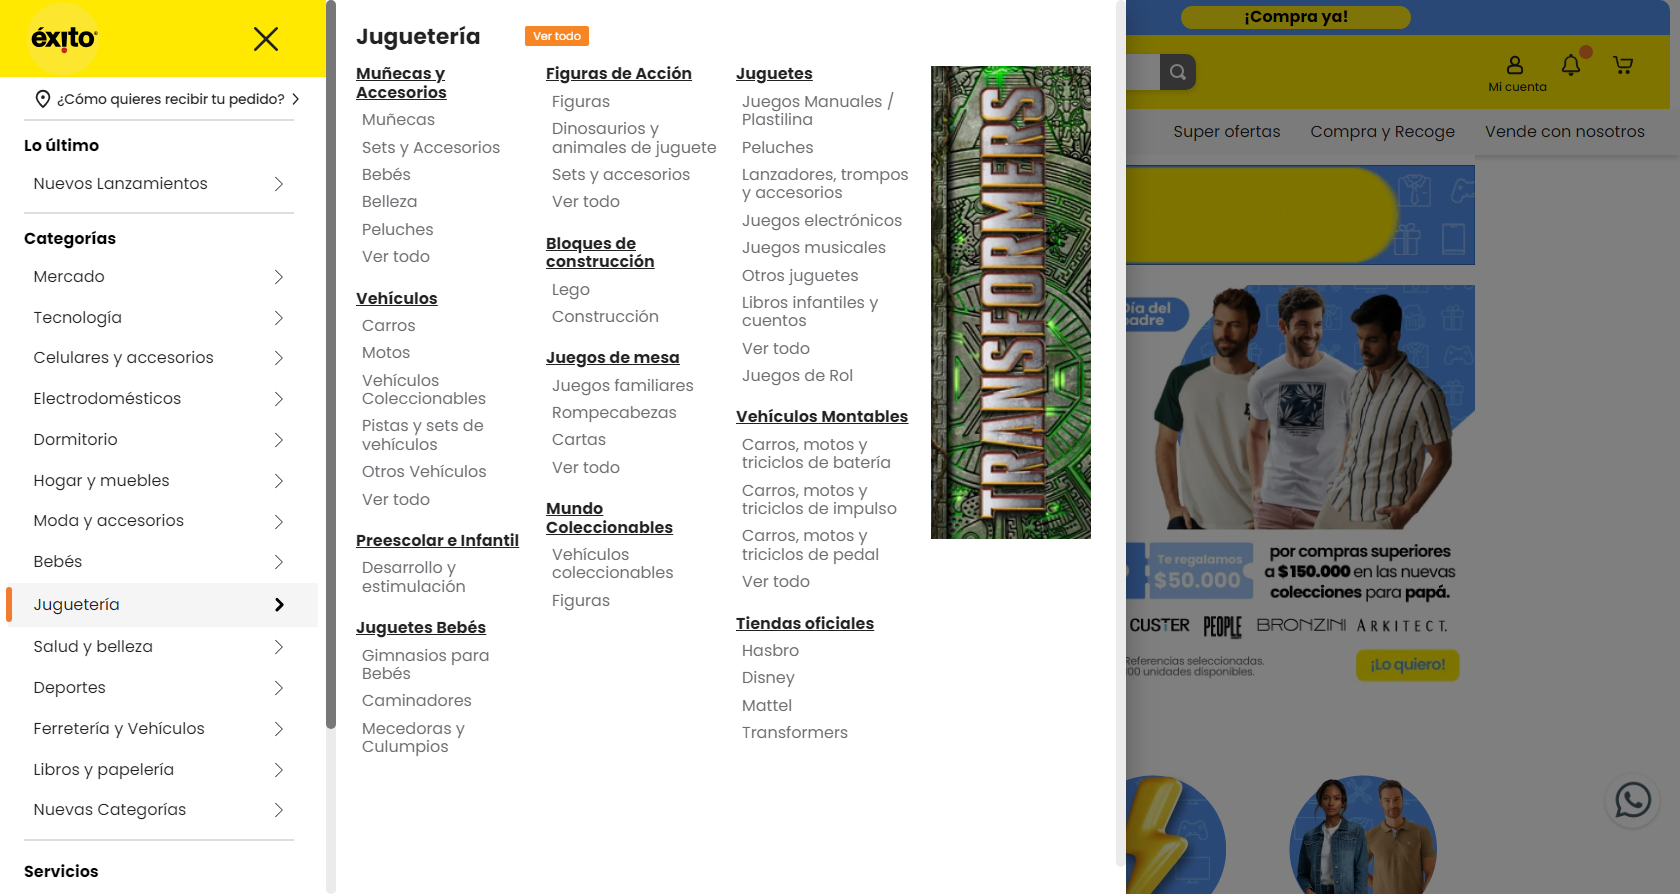 éxito
¿Cómo quieres recibir tu pedido?
Lo último
Nuevos Lanzamientos
Categorías
Mercado
Tecnología
Celulares y accesorios
Electrodomésticos
Dormitorio
Hogar y muebles
Moda y accesorios
Bebés
Juguetería
Salud y belleza
Deportes
Ferretería y Vehículos
Libros y papelería
Nuevas Categorías
Servicios
Juguetería
Ver todo
Muñecas y
Accesorios
Muñecas
Sets y Accesorios
Bebés
Belleza
Peluches
Ver todo
Vehículos
Carros
Motos
Vehículos
Coleccionables
Pistas y sets de
vehículos
Otros Vehículos
Ver todo
Preescolar e Infantil
Desarrollo y
estimulación
Juguetes Bebés
Gimnasios para
Bebés
Caminadores
Mecedoras y
Culumpios
Figuras de Acción
Figuras
Dinosaurios y
animales de juguete
Sets y accesorios
Ver todo
Bloques de
construcción
Lego
Construcción
Juegos de mesa
Juegos familiares
Rompecabezas
Cartas
Ver todo
Mundo
Coleccionables
Vehículos
coleccionables
Figuras
Juguetes
Juegos Manuales /
Plastilina
Peluches
Lanzadores, trompos
y accesorios
Juegos electrónicos
Juegos musicales
Otros juguetes
Libros infantiles y
cuentos
Ver todo
Juegos de Rol
Vehículos Montables
Carros, motos y
triciclos de batería
Carros, motos y
triciclos de impulso
Carros, motos y
triciclos de pedal
Ver todo
Tiendas oficiales
Hasbro
Disney
Mattel
Transformers
TRANSFORMERS
¡Compra ya!
Mi cuenta
Super ofertas
Compra y Recoge
Vende con nosotros
Día del
padre
Te regalamos
$50.000
por compras superiores
a $150.000 en las nuevas
colecciones para papá.
CUSTER PEOPLE BRONZINI ARKITECT.
Referencias seleccionadas.
00 unidades disponibles.
¡Lo quiero!